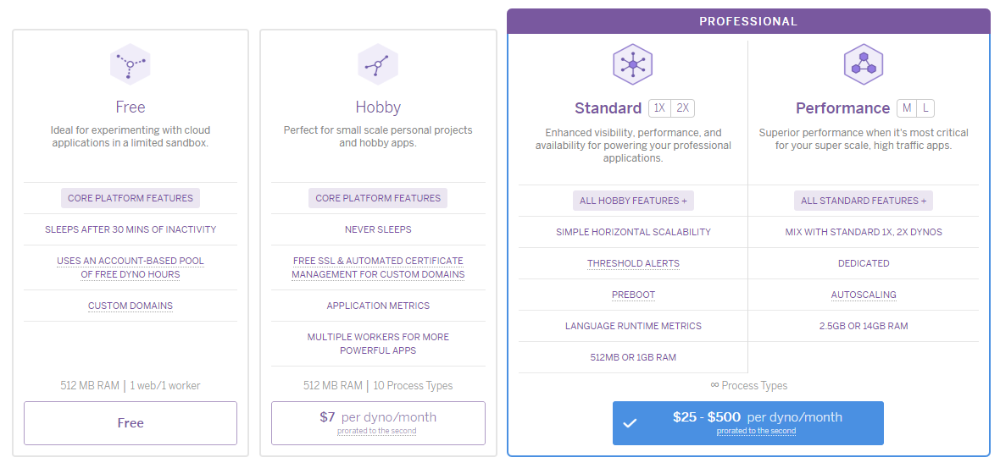 Free
Ideal for experimenting with cloud
applications in a limited sandbox.
CORE PLATFORM FEATURES
SLEEPS AFTER 30 MINS OF INACTIVITY
USES AN ACCOUNT-BASED POOL
OF FREE DYNO HOURS
CUSTOM DOMAINS
512 MB RAM | 1 web/1 worker
Free
Hobby
Perfect for small scale personal projects
and hobby apps.
CORE PLATFORM FEATURES
NEVER SLEEPS
FREE SSL & AUTOMATED CERTIFICATE
MANAGEMENT FOR CUSTOM DOMAINS
APPLICATION METRICS
MULTIPLE WORKERS FOR MORE
POWERFUL APPS
512 MB RAM | 10 Process Types
$7 per dyno/month
prorated to the second
PROFESSIONAL
Standard 1X 2X
Enhanced visibility, performance, and
availability for powering your professional
applications.
ALL HOBBY FEATURES +
SIMPLE HORIZONTAL SCALABILITY
THRESHOLD ALERTS
PREBOOT
LANGUAGE RUNTIME METRICS
512MB OR 1GB RAM
Performance M L
Superior performance when it's most critical
for your super scale, high traffic apps.
ALL STANDARD FEATURES +
MIX WITH STANDARD 1X, 2X DYNOS
DEDICATED
AUTOSCALING
2.5GB OR 14GB RAM
∞ Process Types
$25 - $500 per dyno/month
prorated to the second